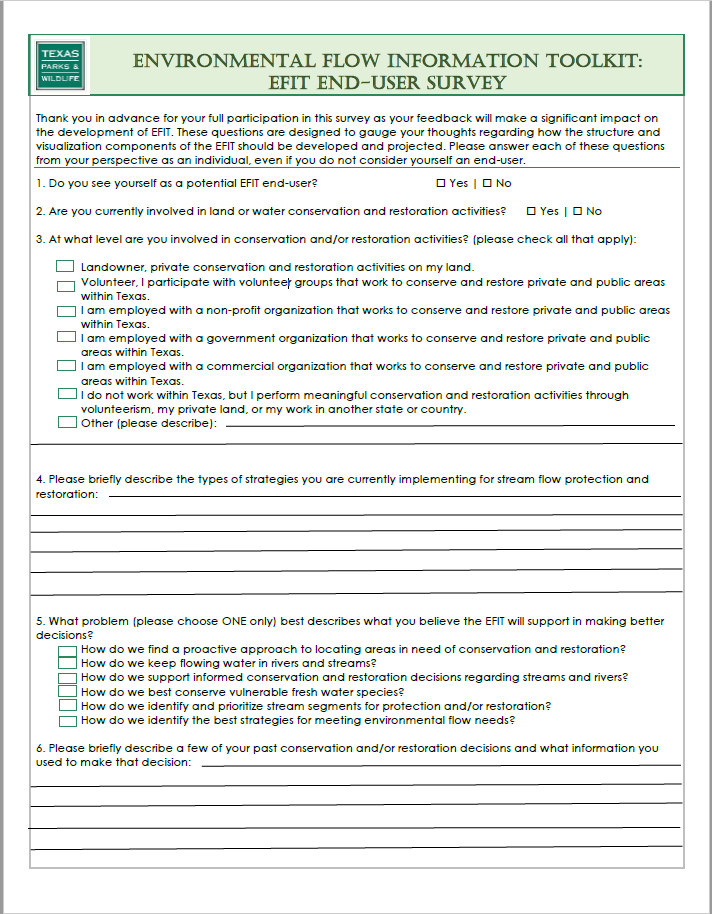 TEXAS
PARKS &
WILDLIFE
ENVIRONMENTAL FLOW INFORMATION TOOLKIT:
EFIT END-USER SURVEY
Thank you in advance for your full participation in this survey as your feedback will make a significant impact on
the development of EFIT. These questions are designed to gauge your thoughts regarding how the structure and
visualization components of the EFIT should be developed and projected. Please answer each of these questions
from your perspective as an individual, even if you do not consider yourself an end-user.
1. Do you see yourself as a potential EFIT end-user? ☐ Yes | ☐ No
2. Are you currently involved in land or water conservation and restoration activities? ☐ Yes | ☐ No
3. At what level are you involved in conservation and/or restoration activities? (please check all that apply):
Landowner, private conservation and restoration activities on my land.
Volunteer, I participate with volunteer groups that work to conserve and restore private and public areas
within Texas.
I am employed with a non-profit organization that works to conserve and restore private and public areas
within Texas.
I am employed with a government organization that works to conserve and restore private and public
areas within Texas.
I am employed with a commercial organization that works to conserve and restore private and public
areas within Texas.
I do not work within Texas, but I perform meaningful conservation and restoration activities through
volunteerism, my private land, or my work in another state or country.
Other (please describe):
4. Please briefly describe the types of strategies you are currently implementing for stream flow protection and
restoration:
5. What problem (please choose ONE only) best describes what you believe the EFIT will support in making better
decisions?
How do we find a proactive approach to locating areas in need of conservation and restoration?
How do we keep flowing water in rivers and streams?
How do we support informed conservation and restoration decisions regarding streams and rivers?
How do we best conserve vulnerable fresh water species?
How do we identify and prioritize stream segments for protection and/or restoration?
How do we identify the best strategies for meeting environmental flow needs?
6. Please briefly describe a few of your past conservation and/or restoration decisions and what information you
used to make that decision: